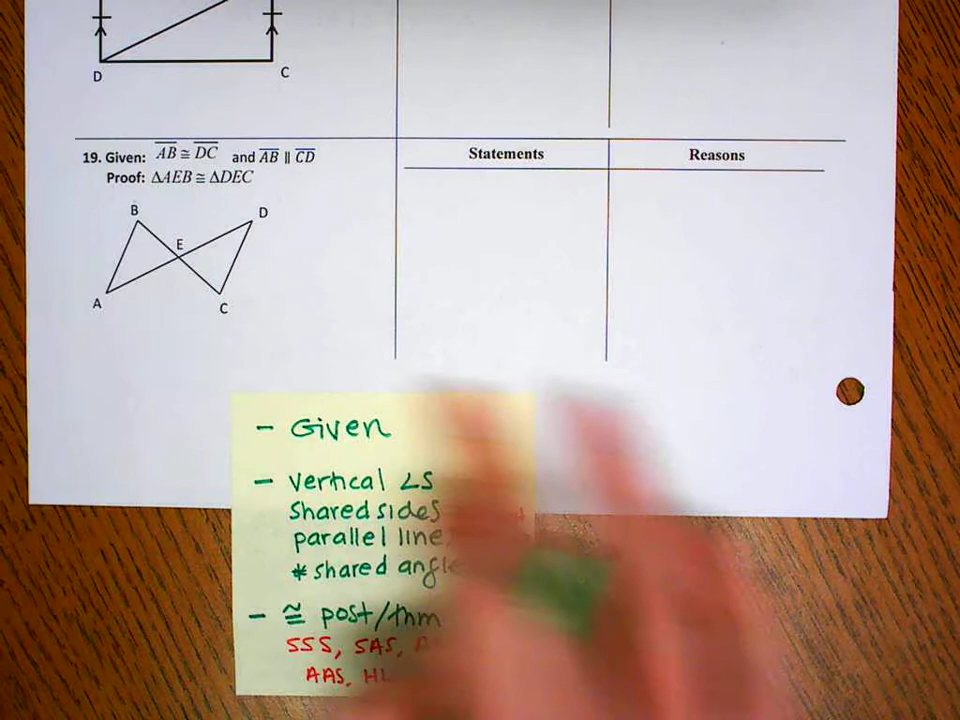 D
C
19. Given: AB ≅ DC and AB ∥ CD
Proof: ΔAEB ≅ ΔDEC
Statements
Reasons
B
D
E
A
C
- Given
- vertical ∠s
shared sides
parallel line
* shared angle
- ≅ post/thm
SSS, SAS,
AAS, HL